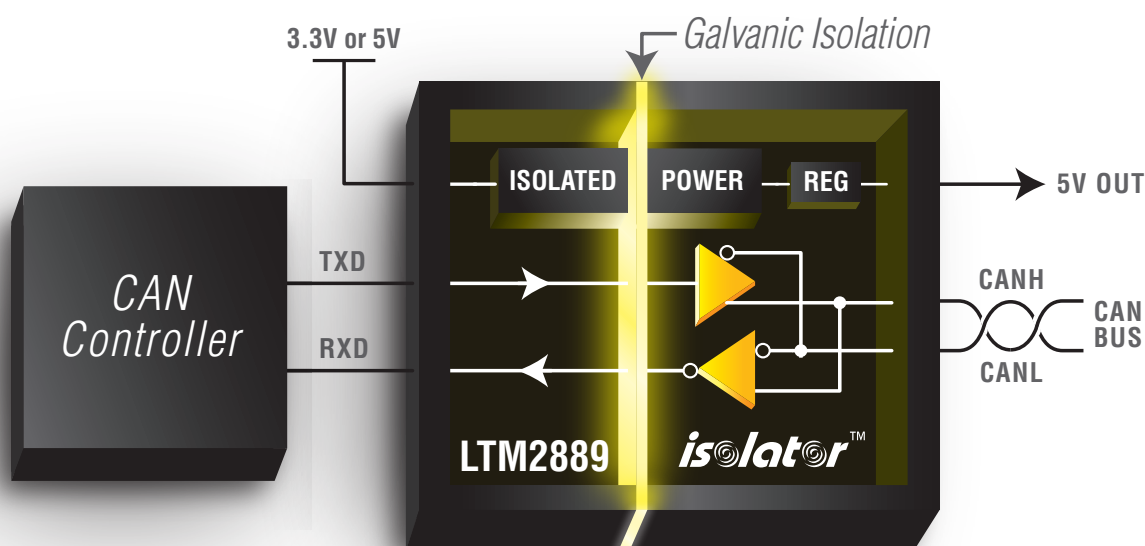 Galvanic Isolation
3.3V or 5V
ISOLATED
POWER
REG
5V OUT
TXD
CAN
Controller
RXD
CANH
CAN
BUS
CANL
LTM2889
isolator™